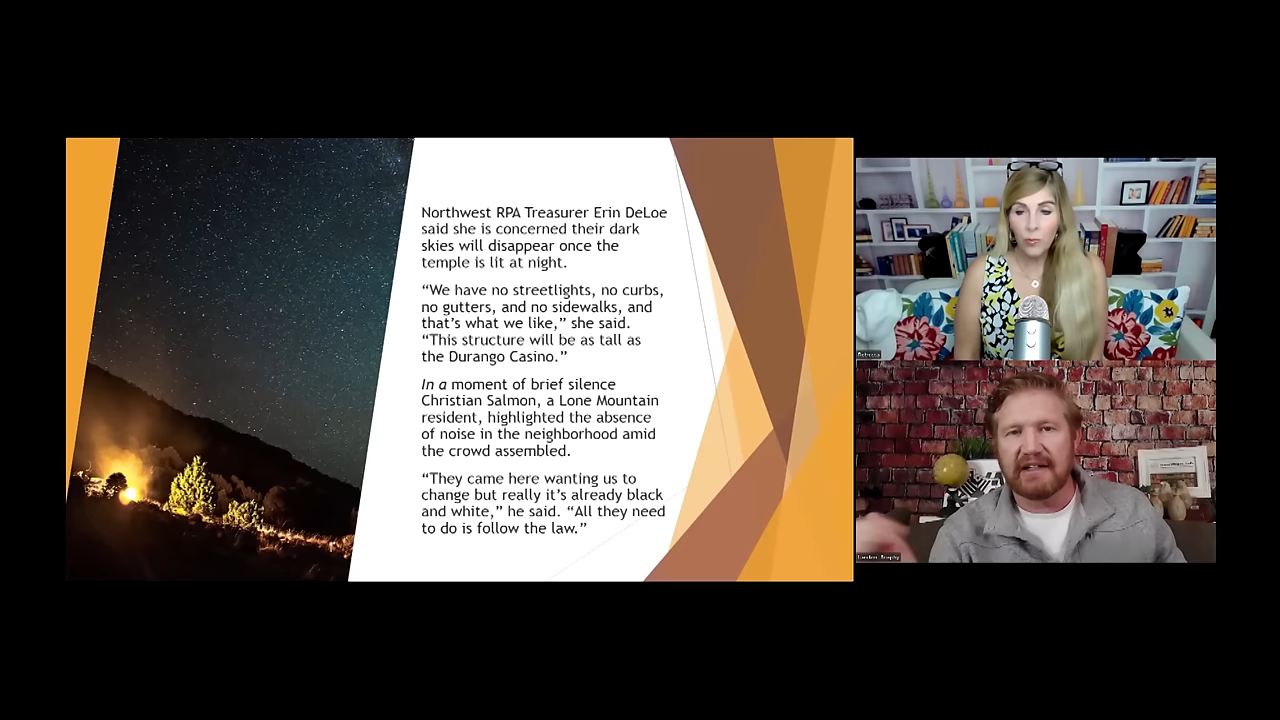 Northwest RPA Treasurer Erin DeLoe
said she is concerned their dark
skies will disappear once the
temple is lit at night.
“We have no streetlights, no curbs,
no gutters, and no sidewalks, and
that’s what we like,” she said.
“This structure will be as tall as
the Durango Casino.”
In a moment of brief silence
Christian Salmon, a Lone Mountain
resident, highlighted the absence
of noise in the neighborhood amid
the crowd assembled.
“They came here wanting us to
change but really it’s already black
and white,” he said. “All they need
to do is follow the law.”
Rebecca